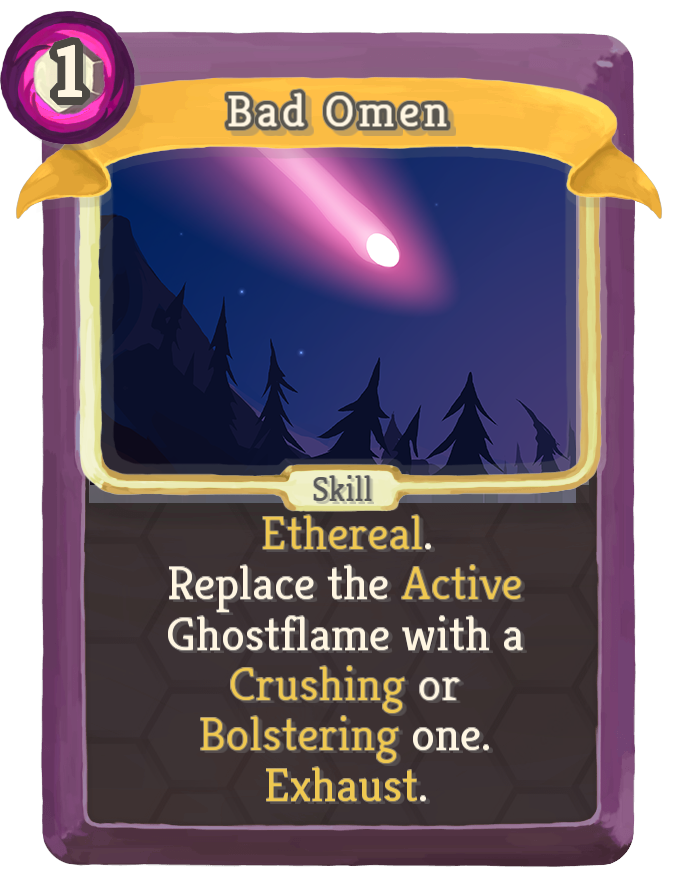 1
Bad Omen
Skill
Ethereal.
Replace the Active
Ghostflame with a
Crushing or
Bolstering one.
Exhaust.